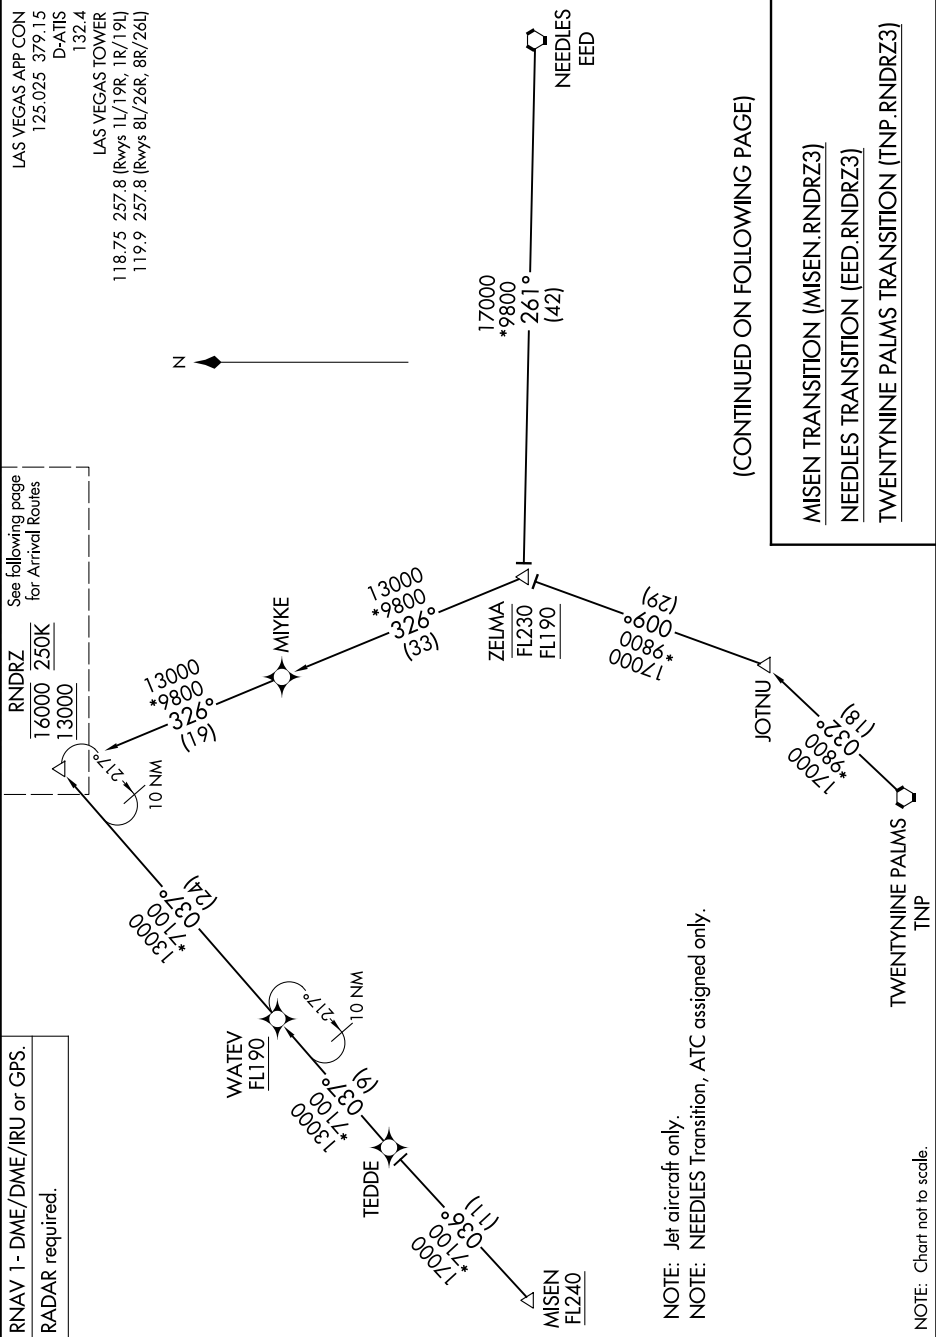 RNAV 1 - DME/DME/IRU or GPS.
RADAR required.
RNDRZ
16000 250K
13000
See following page
for Arrival Routes
LAS VEGAS APP CON
125.025 379.15
D-ATIS
132.4
LAS VEGAS TOWER
118.75 257.8 (Rwys 1L/19R, 1R/19L)
119.9 257.8 (Rwys 8L/26R, 8R/26L)
N
217°
10 NM
13000
*9800
326°
(19)
MIYKE
13000
*7100
037°
(24)
WATEV
FL190
217°
10 NM
13000
*7100
037°
(9)
TEDDE
17000
*7100
036°
(11)
MISEN
FL240
13000
*9800
326°
(33)
ZELMA
FL230
FL190
17000
*9800
261°
(42)
NEEDLES
EED
17000
*9800
009°
(29)
JOTNU
17000
*9800
032°
(18)
TWENTYNINE PALMS
TNP
NOTE: Jet aircraft only.
NOTE: NEEDLES Transition, ATC assigned only.
(CONTINUED ON FOLLOWING PAGE)
MISEN TRANSITION (MISEN.RNDRZ3)
NEEDLES TRANSITION (EED.RNDRZ3)
TWENTYNINE PALMS TRANSITION (TNP.RNDRZ3)
NOTE: Chart not to scale.